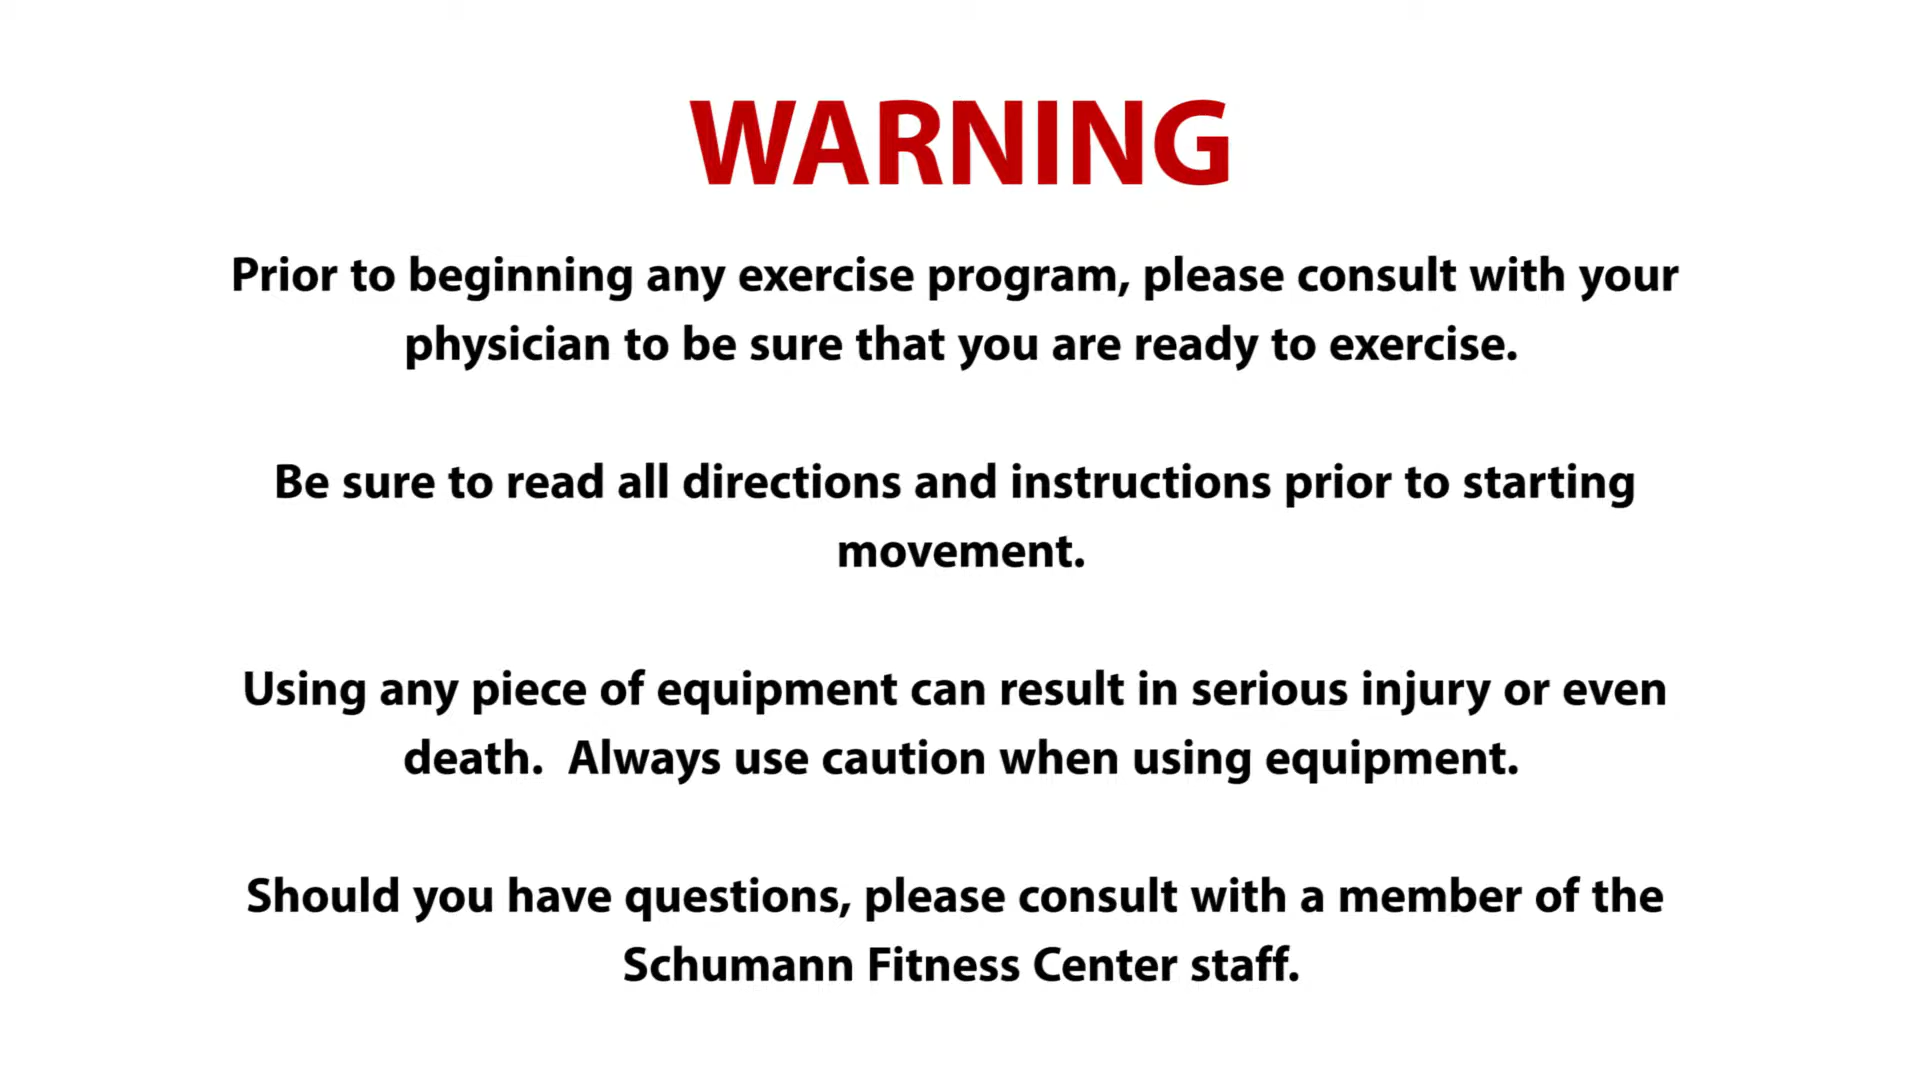 WARNING
Prior to beginning any exercise program, please consult with your
physician to be sure that you are ready to exercise.
Be sure to read all directions and instructions prior to starting
movement.
Using any piece of equipment can result in serious injury or even
death.  Always use caution when using equipment.
Should you have questions, please consult with a member of the
Schumann Fitness Center staff.